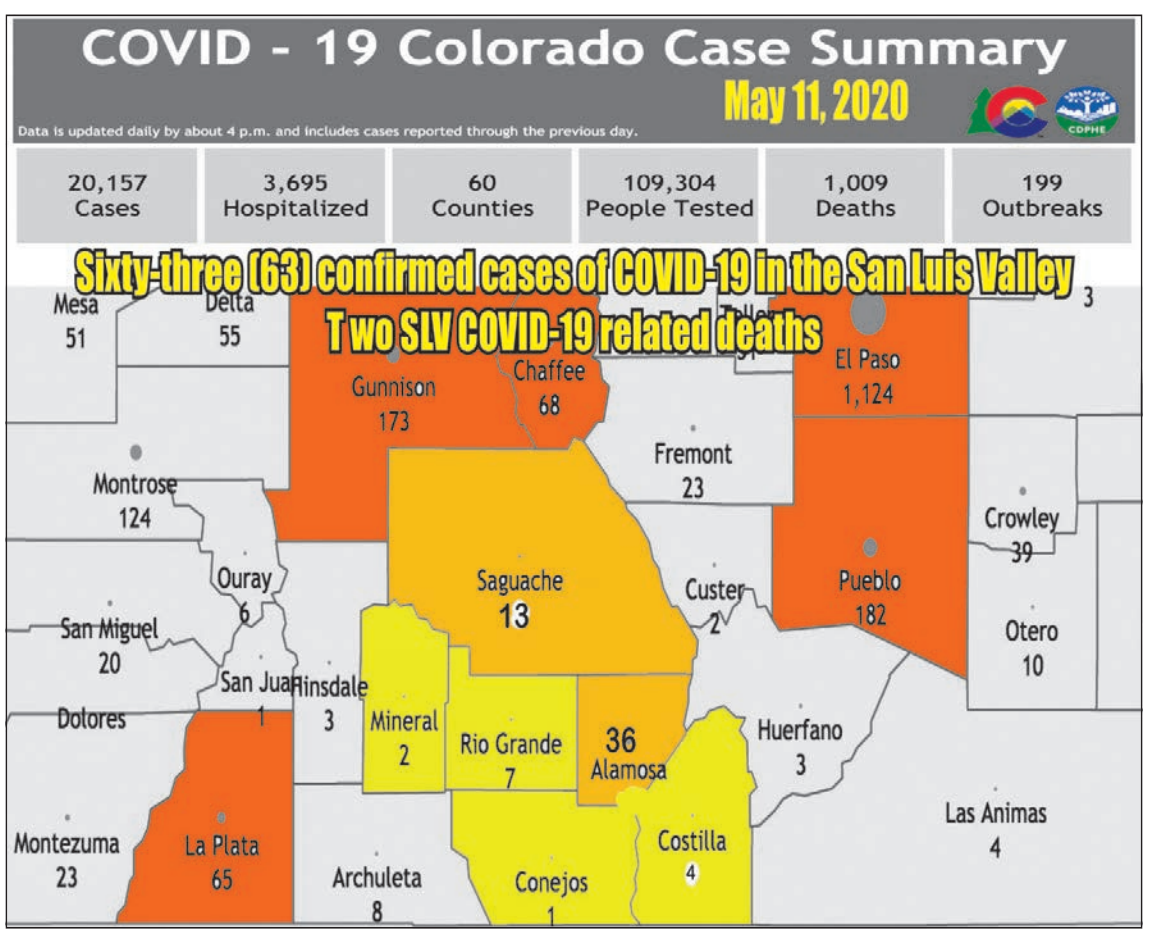 COVID - 19 Colorado Case Summary
May 11, 2020
Data is updated daily by about 4 p.m. and includes cases reported through the previous day.
CDPHE
20,157
Cases
3,695
Hospitalized
60
Counties
109,304
People Tested
1,009
Deaths
199
Outbreaks
Sixty-three (63) confirmed cases of COVID-19 in the San Luis Valley
Two SLV COVID-19 related deaths
Mesa
51
Delta
55
3
Gunnison
173
Chaffee
68
El Paso
1,124
Fremont
23
Montrose
124
Crowley
39
Ouray
6
Saguache
13
Custer
2
Pueblo
182
San Miguel
20
Otero
10
San Juan
1
Hinsdale
3
Dolores
Mineral
2
Rio Grande
7
36
Alamosa
Huerfano
3
Montezuma
23
La Plata
65
Archuleta
8
Conejos
1
Costilla
4
Las Animas
4